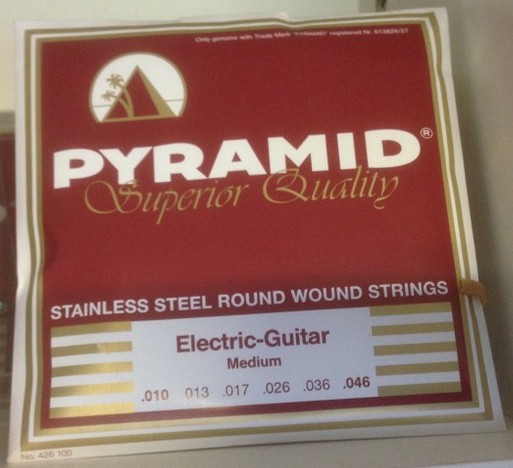 Only genuine with Trade Mark "PYRAMID" registered Nr. 613826/27
PYRAMID®
Superior Quality
STAINLESS STEEL ROUND WOUND STRINGS
Electric-Guitar
Medium
.010 .013 .017 .026 .036 .046
No. 426 100